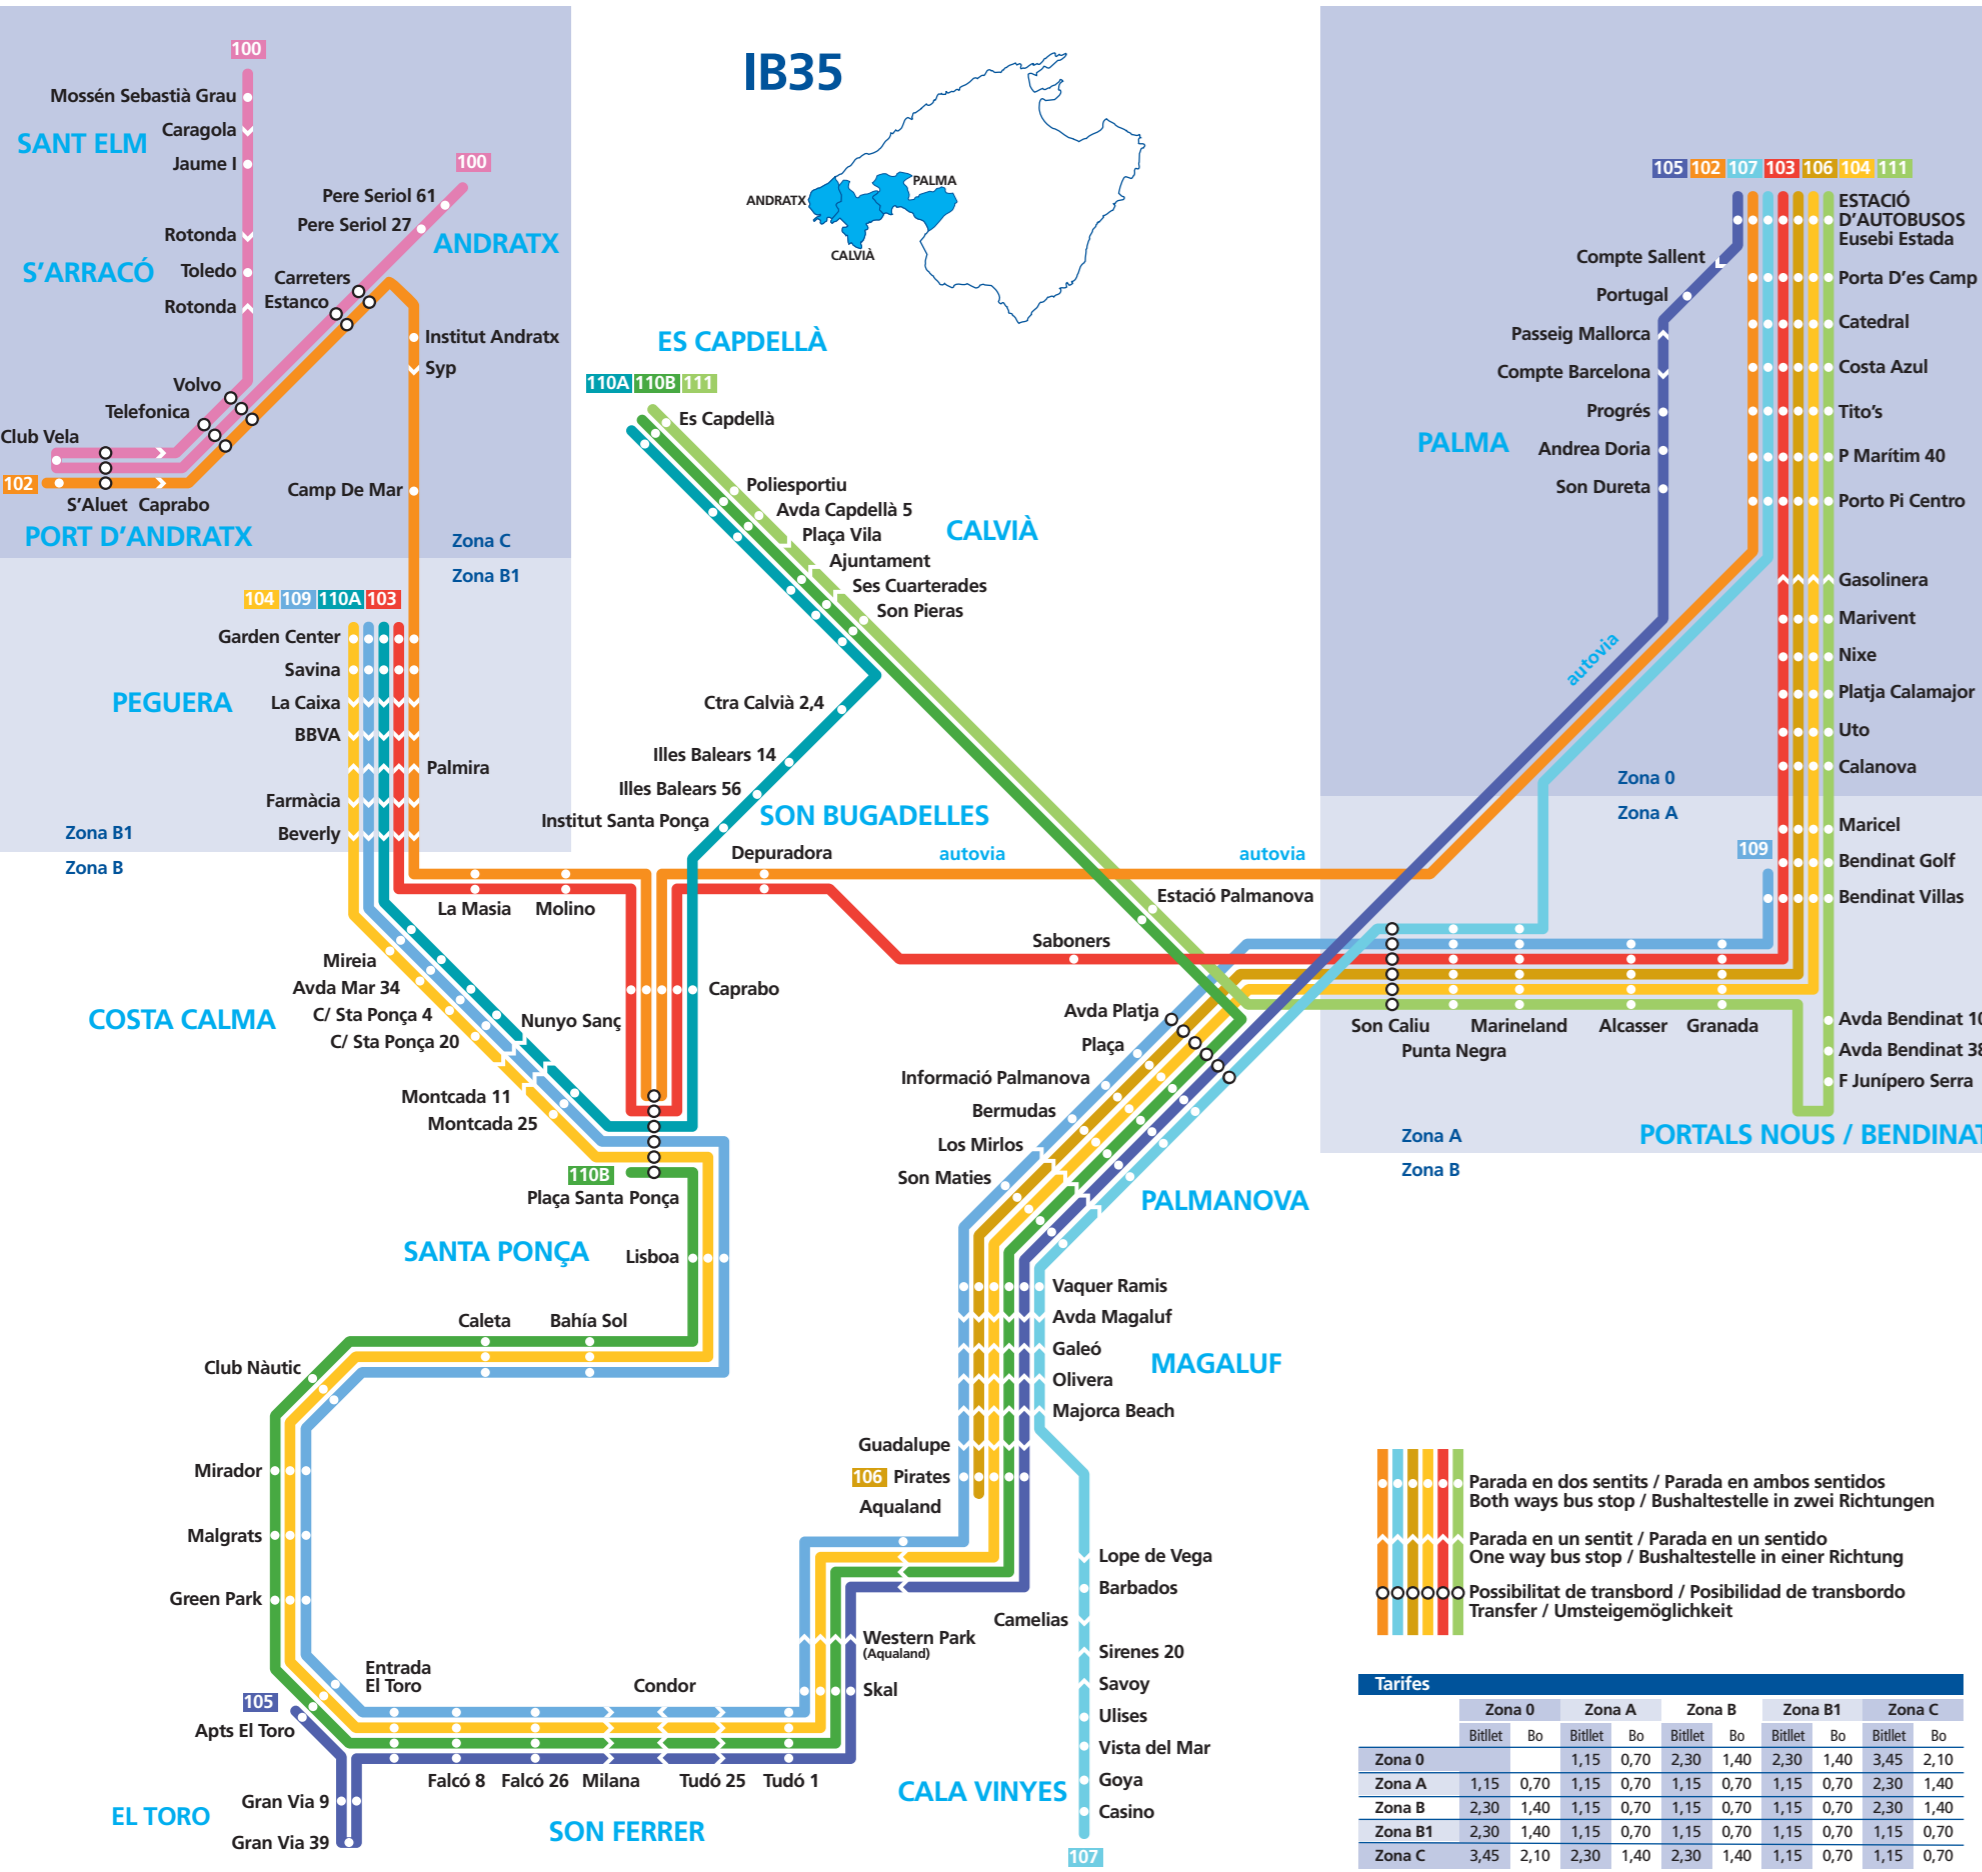 IB35
ANDRATX
PALMA
CALVIÀ
100
Mossén Sebastià Grau
Caragola
SANT ELM
Jaume I
100
Pere Seriol 61
Pere Seriol 27
ANDRATX
Rotonda
S'ARRACÓ
Toledo
Rotonda
Carreters
Estanco
Institut Andratx
Syp
Volvo
Telefonica
Club Vela
102
S'Aluet
Caprabo
PORT D'ANDRATX
Camp De Mar
Zona C
Zona B1
104 109 110A 103
Garden Center
Savina
PEGUERA
La Caixa
BBVA
Palmira
Farmàcia
Beverly
Zona B1
Zona B
ES CAPDELLÀ
110A 110B 111
Es Capdellà
Poliesportiu
Avda Capdellà 5
CALVIÀ
Plaça Vila
Ajuntament
Ses Cuarterades
Son Pieras
Ctra Calvià 2,4
Illes Balears 14
Illes Balears 56
Institut Santa Ponça
SON BUGADELLES
Depuradora
autovia
autovia
La Masia
Molino
Estació Palmanova
Saboners
Caprabo
Mireia
Avda Mar 34
COSTA CALMA
C/ Sta Ponça 4
C/ Sta Ponça 20
Nunyo Sanç
Montcada 11
Montcada 25
110B
Plaça Santa Ponça
SANTA PONÇA
Lisboa
Caleta
Bahía Sol
Club Nàutic
Mirador
Malgrats
Green Park
Entrada
El Toro
Condor
105
Apts El Toro
Gran Via 9
EL TORO
Gran Via 39
Falcó 8
Falcó 26
Milana
Tudó 25
Tudó 1
SON FERRER
Avda Platja
Plaça
Informació Palmanova
Bermudas
Los Mirlos
Son Maties
PALMANOVA
Vaquer Ramis
Avda Magaluf
Galeó
MAGALUF
Olivera
Majorca Beach
Guadalupe
106 Pirates
Aqualand
Western Park
(Aqualand)
Skal
Lope de Vega
Barbados
Camelias
Sirenes 20
Savoy
Ulises
Vista del Mar
CALA VINYES
Goya
Casino
107
105 102 107 103 106 104 111
ESTACIÓ
D'AUTOBUSOS
Eusebi Estada
Compte Sallent
Porta D'es Camp
Portugal
Catedral
Passeig Mallorca
Compte Barcelona
Costa Azul
Progrés
Tito's
PALMA
Andrea Doria
P Marítim 40
Son Dureta
Porto Pi Centro
Gasolinera
Marivent
autovia
Nixe
Platja Calamajor
Uto
Calanova
Zona 0
Zona A
Maricel
109
Bendinat Golf
Bendinat Villas
Son Caliu
Marineland
Alcasser
Granada
Punta Negra
Avda Bendinat 10
Avda Bendinat 38
F Junípero Serra
Zona A
Zona B
PORTALS NOUS / BENDINAT
Parada en dos sentits / Parada en ambos sentidos
Both ways bus stop / Bushaltestelle in zwei Richtungen
Parada en un sentit / Parada en un sentido
One way bus stop / Bushaltestelle in einer Richtung
Possibilitat de transbord / Posibilidad de transbordo
Transfer / Umsteigemöglichkeit
Tarifes
Zona 0 Zona A Zona B Zona B1 Zona C
Bitllet Bo Bitllet Bo Bitllet Bo Bitllet Bo Bitllet Bo
Zona 0 1,15 0,70 2,30 1,40 2,30 1,40 3,45 2,10
Zona A 1,15 0,70 1,15 0,70 1,15 0,70 1,15 0,70 2,30 1,40
Zona B 2,30 1,40 1,15 0,70 1,15 0,70 1,15 0,70 2,30 1,40
Zona B1 2,30 1,40 1,15 0,70 1,15 0,70 1,15 0,70 1,15 0,70
Zona C 3,45 2,10 2,30 1,40 2,30 1,40 1,15 0,70 1,15 0,70